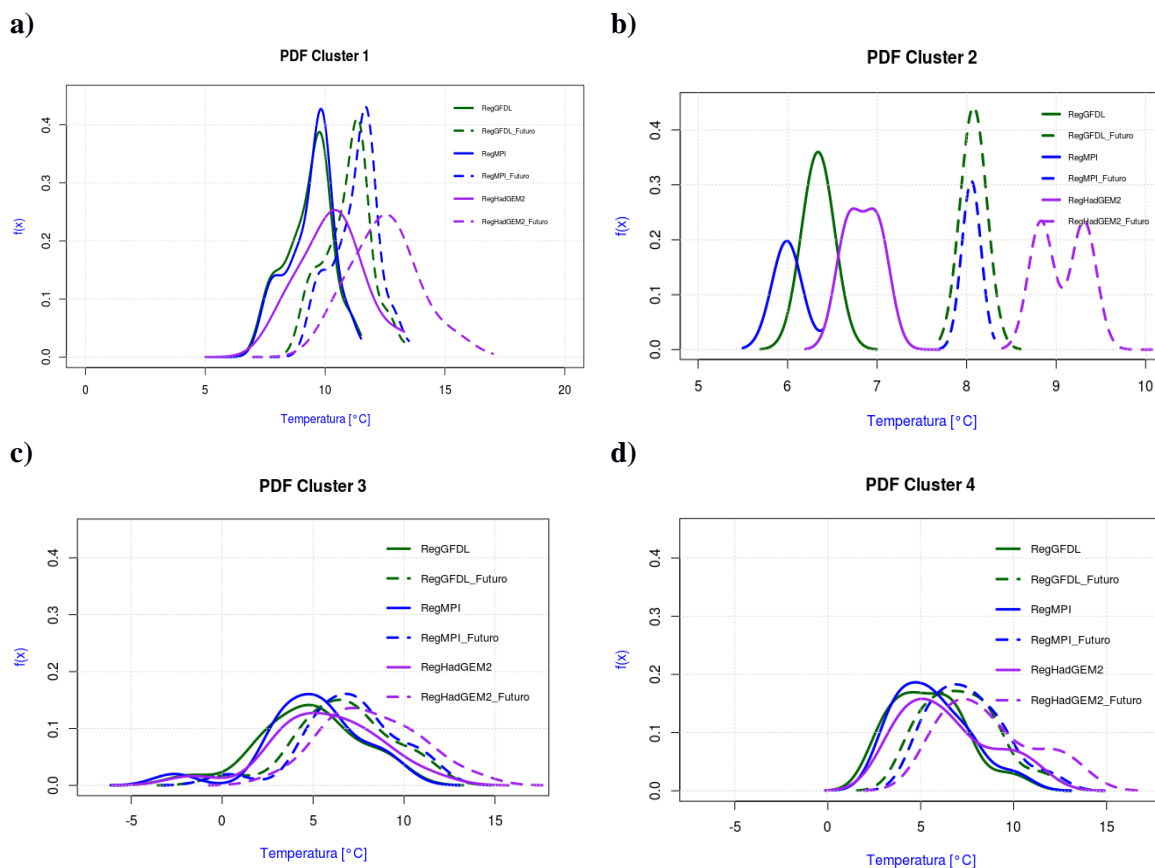 a)
PDF Cluster 1
f(x)
0.0
0.1
0.2
0.3
0.4
0
5
10
15
20
Temperatura [°C]
RegGFDL
RegGFDL_Futuro
RegMPI
RegMPI_Futuro
RegHadGEM2
RegHadGEM2_Futuro
b)
PDF Cluster 2
f(x)
0.0
0.1
0.2
0.3
0.4
5
6
7
8
9
10
Temperatura [°C]
RegGFDL
RegGFDL_Futuro
RegMPI
RegMPI_Futuro
RegHadGEM2
RegHadGEM2_Futuro
c)
PDF Cluster 3
f(x)
0.0
0.1
0.2
0.3
0.4
-5
0
5
10
15
Temperatura [°C]
RegGFDL
RegGFDL_Futuro
RegMPI
RegMPI_Futuro
RegHadGEM2
RegHadGEM2_Futuro
d)
PDF Cluster 4
f(x)
0.0
0.1
0.2
0.3
0.4
-5
0
5
10
15
Temperatura [°C]
RegGFDL
RegGFDL_Futuro
RegMPI
RegMPI_Futuro
RegHadGEM2
RegHadGEM2_Futuro